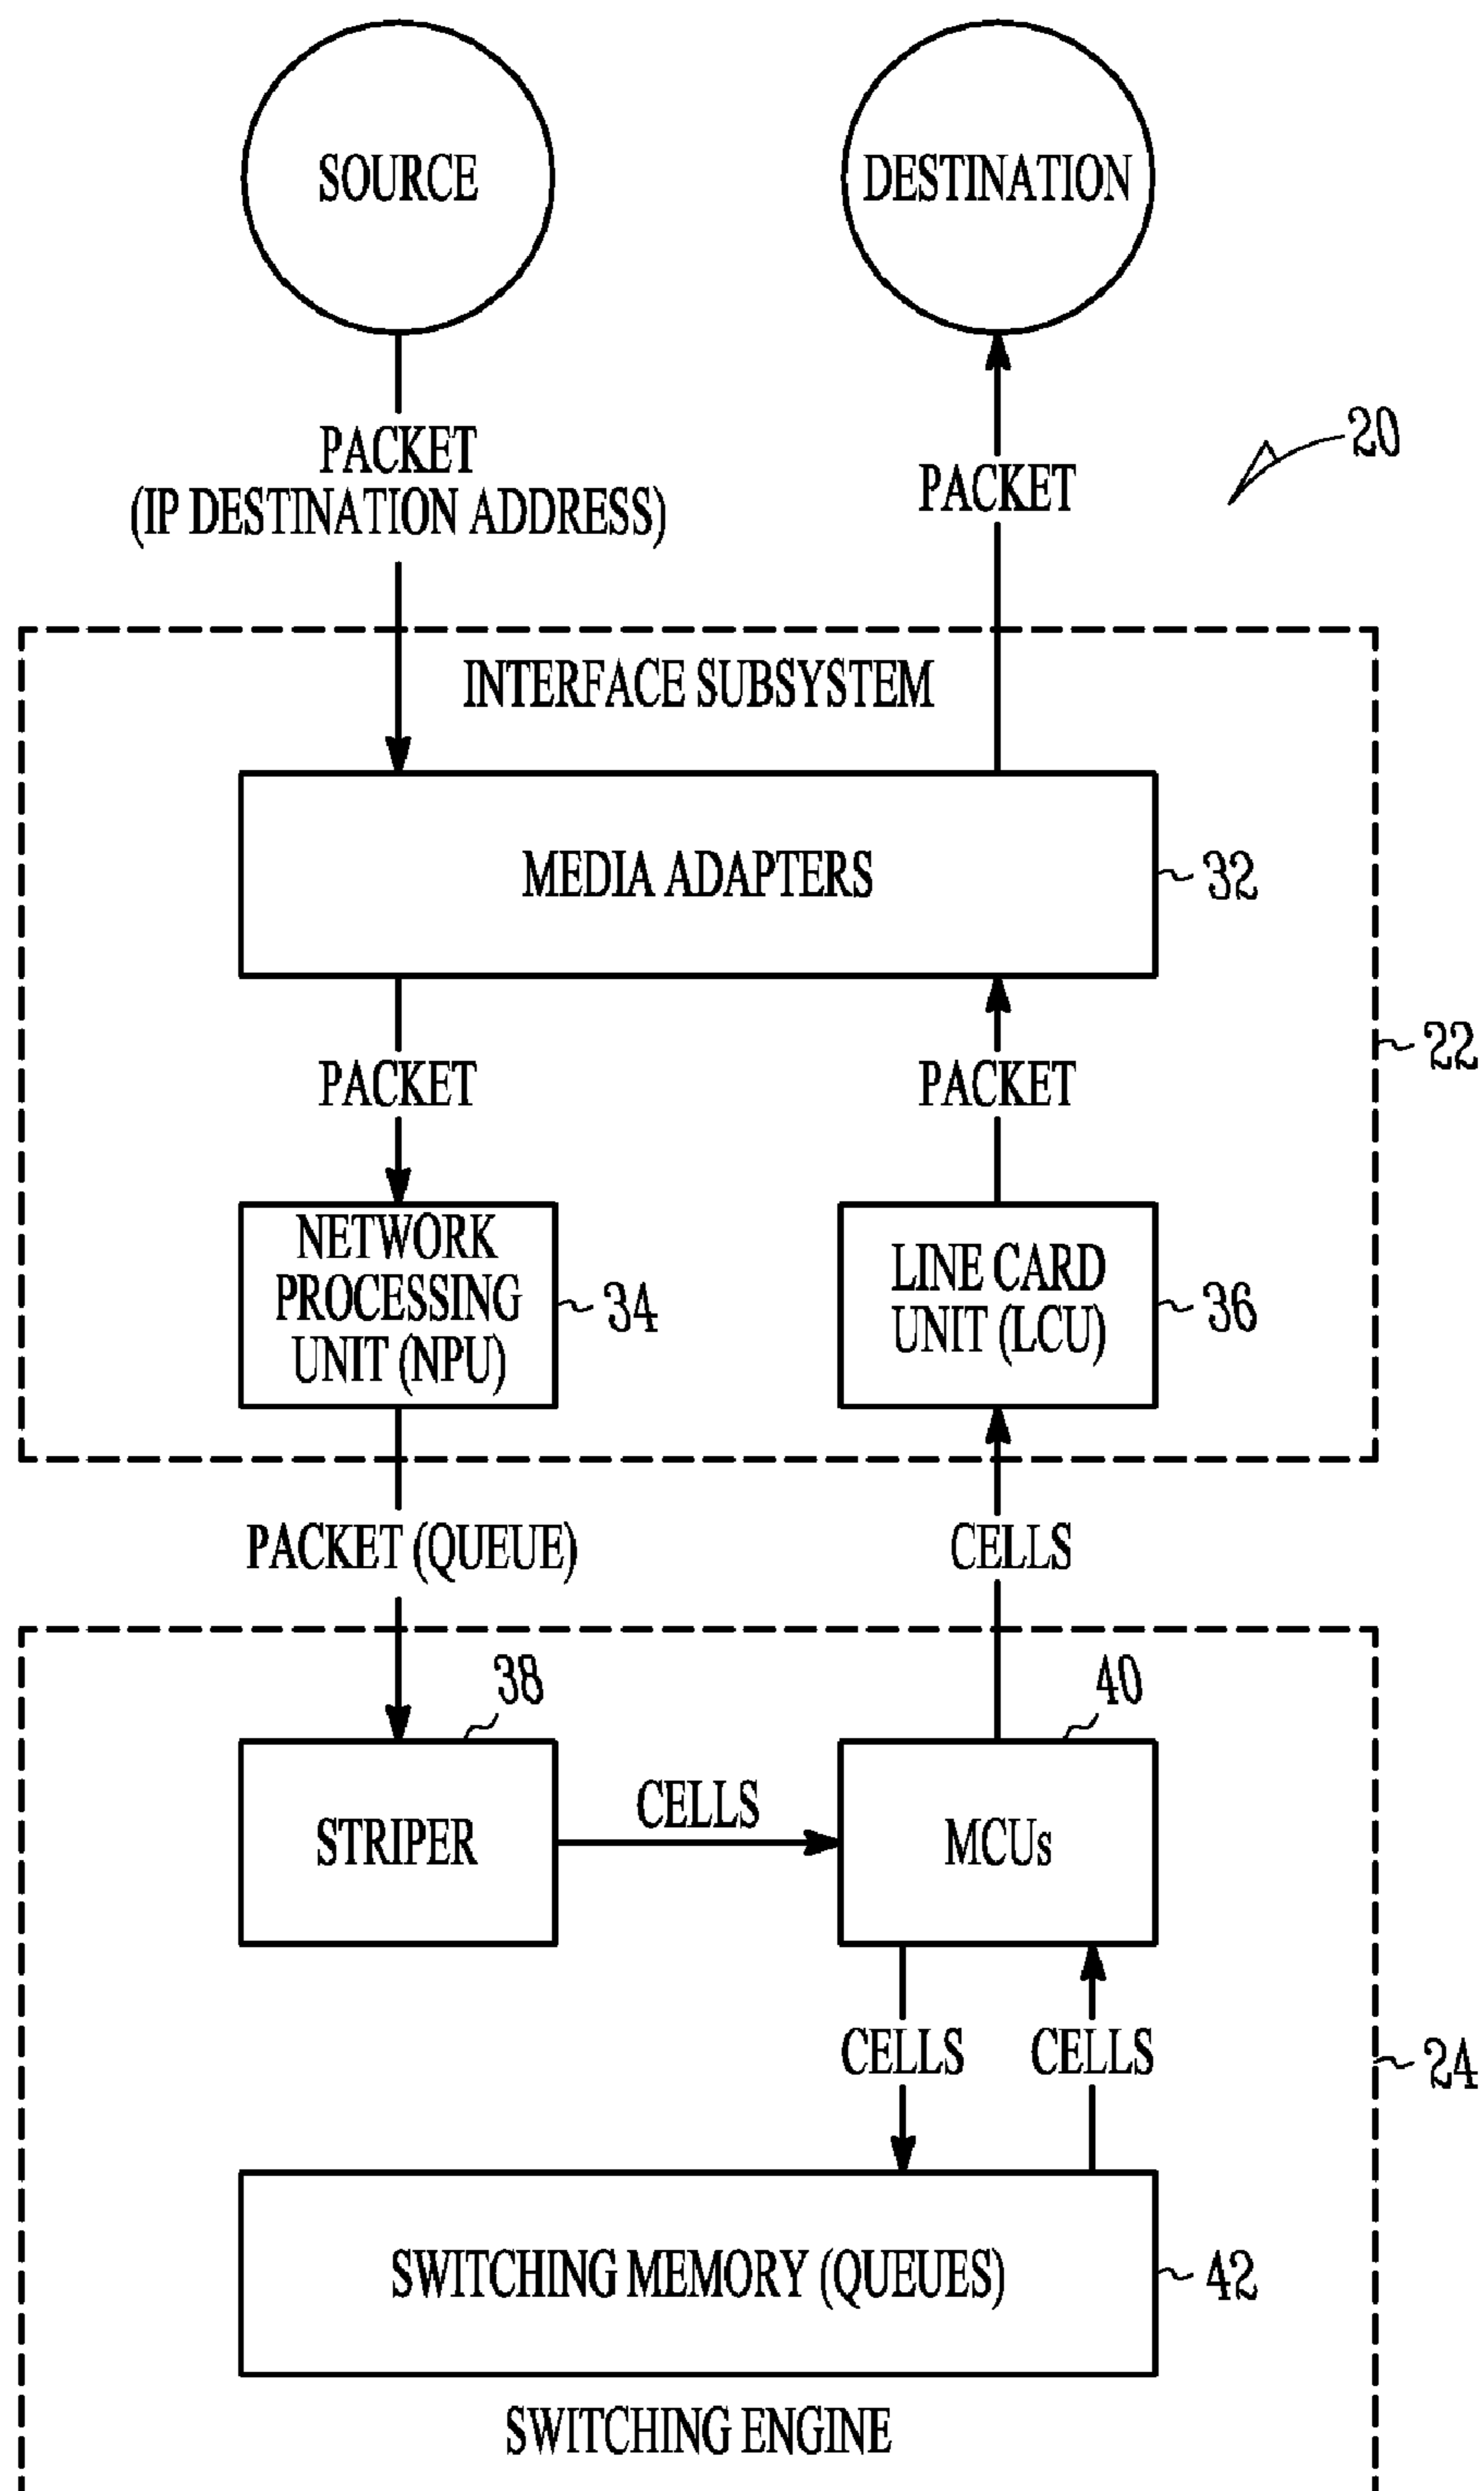 SOURCE
DESTINATION
PACKET
(IP DESTINATION ADDRESS)
PACKET
20
INTERFACE SUBSYSTEM
MEDIA ADAPTERS
32
22
PACKET
PACKET
NETWORK
PROCESSING
UNIT (NPU)
34
LINE CARD
UNIT (LCU)
36
PACKET (QUEUE)
CELLS
38
40
STRIPER
CELLS
MCUs
CELLS
CELLS
24
SWITCHING MEMORY (QUEUES)
42
SWITCHING ENGINE